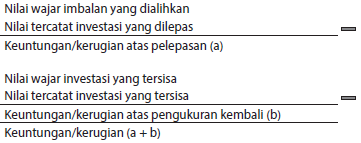 Nilai wajar imbalan yang dialihkan
Nilai tercatat investasi yang dilepas
Keuntungan/kerugian atas pelepasan (a)
Nilai wajar investasi yang tersisa
Nilai tercatat investasi yang tersisa
Keuntungan/kerugian atas pengukuran kembali (b)
Keuntungan/kerugian (a + b)